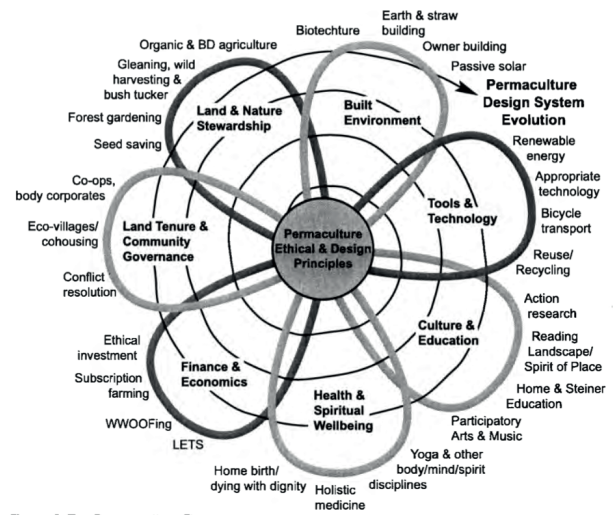 Earth & straw
building
Biotechture
Owner building
Passive solar
Permaculture
Design System
Evolution
Organic & BD agriculture
Gleaning, wild
harvesting &
bush tucker
Forest gardening
Seed saving
Land & Nature
Stewardship
Built
Environment
Renewable
energy
Appropriate
technology
Bicycle
transport
Reuse/
Recycling
Tools &
Technology
Co-ops,
body corporates
Eco-villages/
cohousing
Conflict
resolution
Land Tenure &
Community
Governance
Permaculture
Ethical & Design
Principles
Culture &
Education
Action
research
Reading
Landscape/
Spirit of Place
Home & Steiner
Education
Participatory
Arts & Music
Ethical
investment
Subscription
farming
WWOOFing
LETS
Finance &
Economics
Health &
Spiritual
Wellbeing
Home birth/
dying with dignity
Holistic
medicine
Yoga & other
body/mind/spirit
disciplines